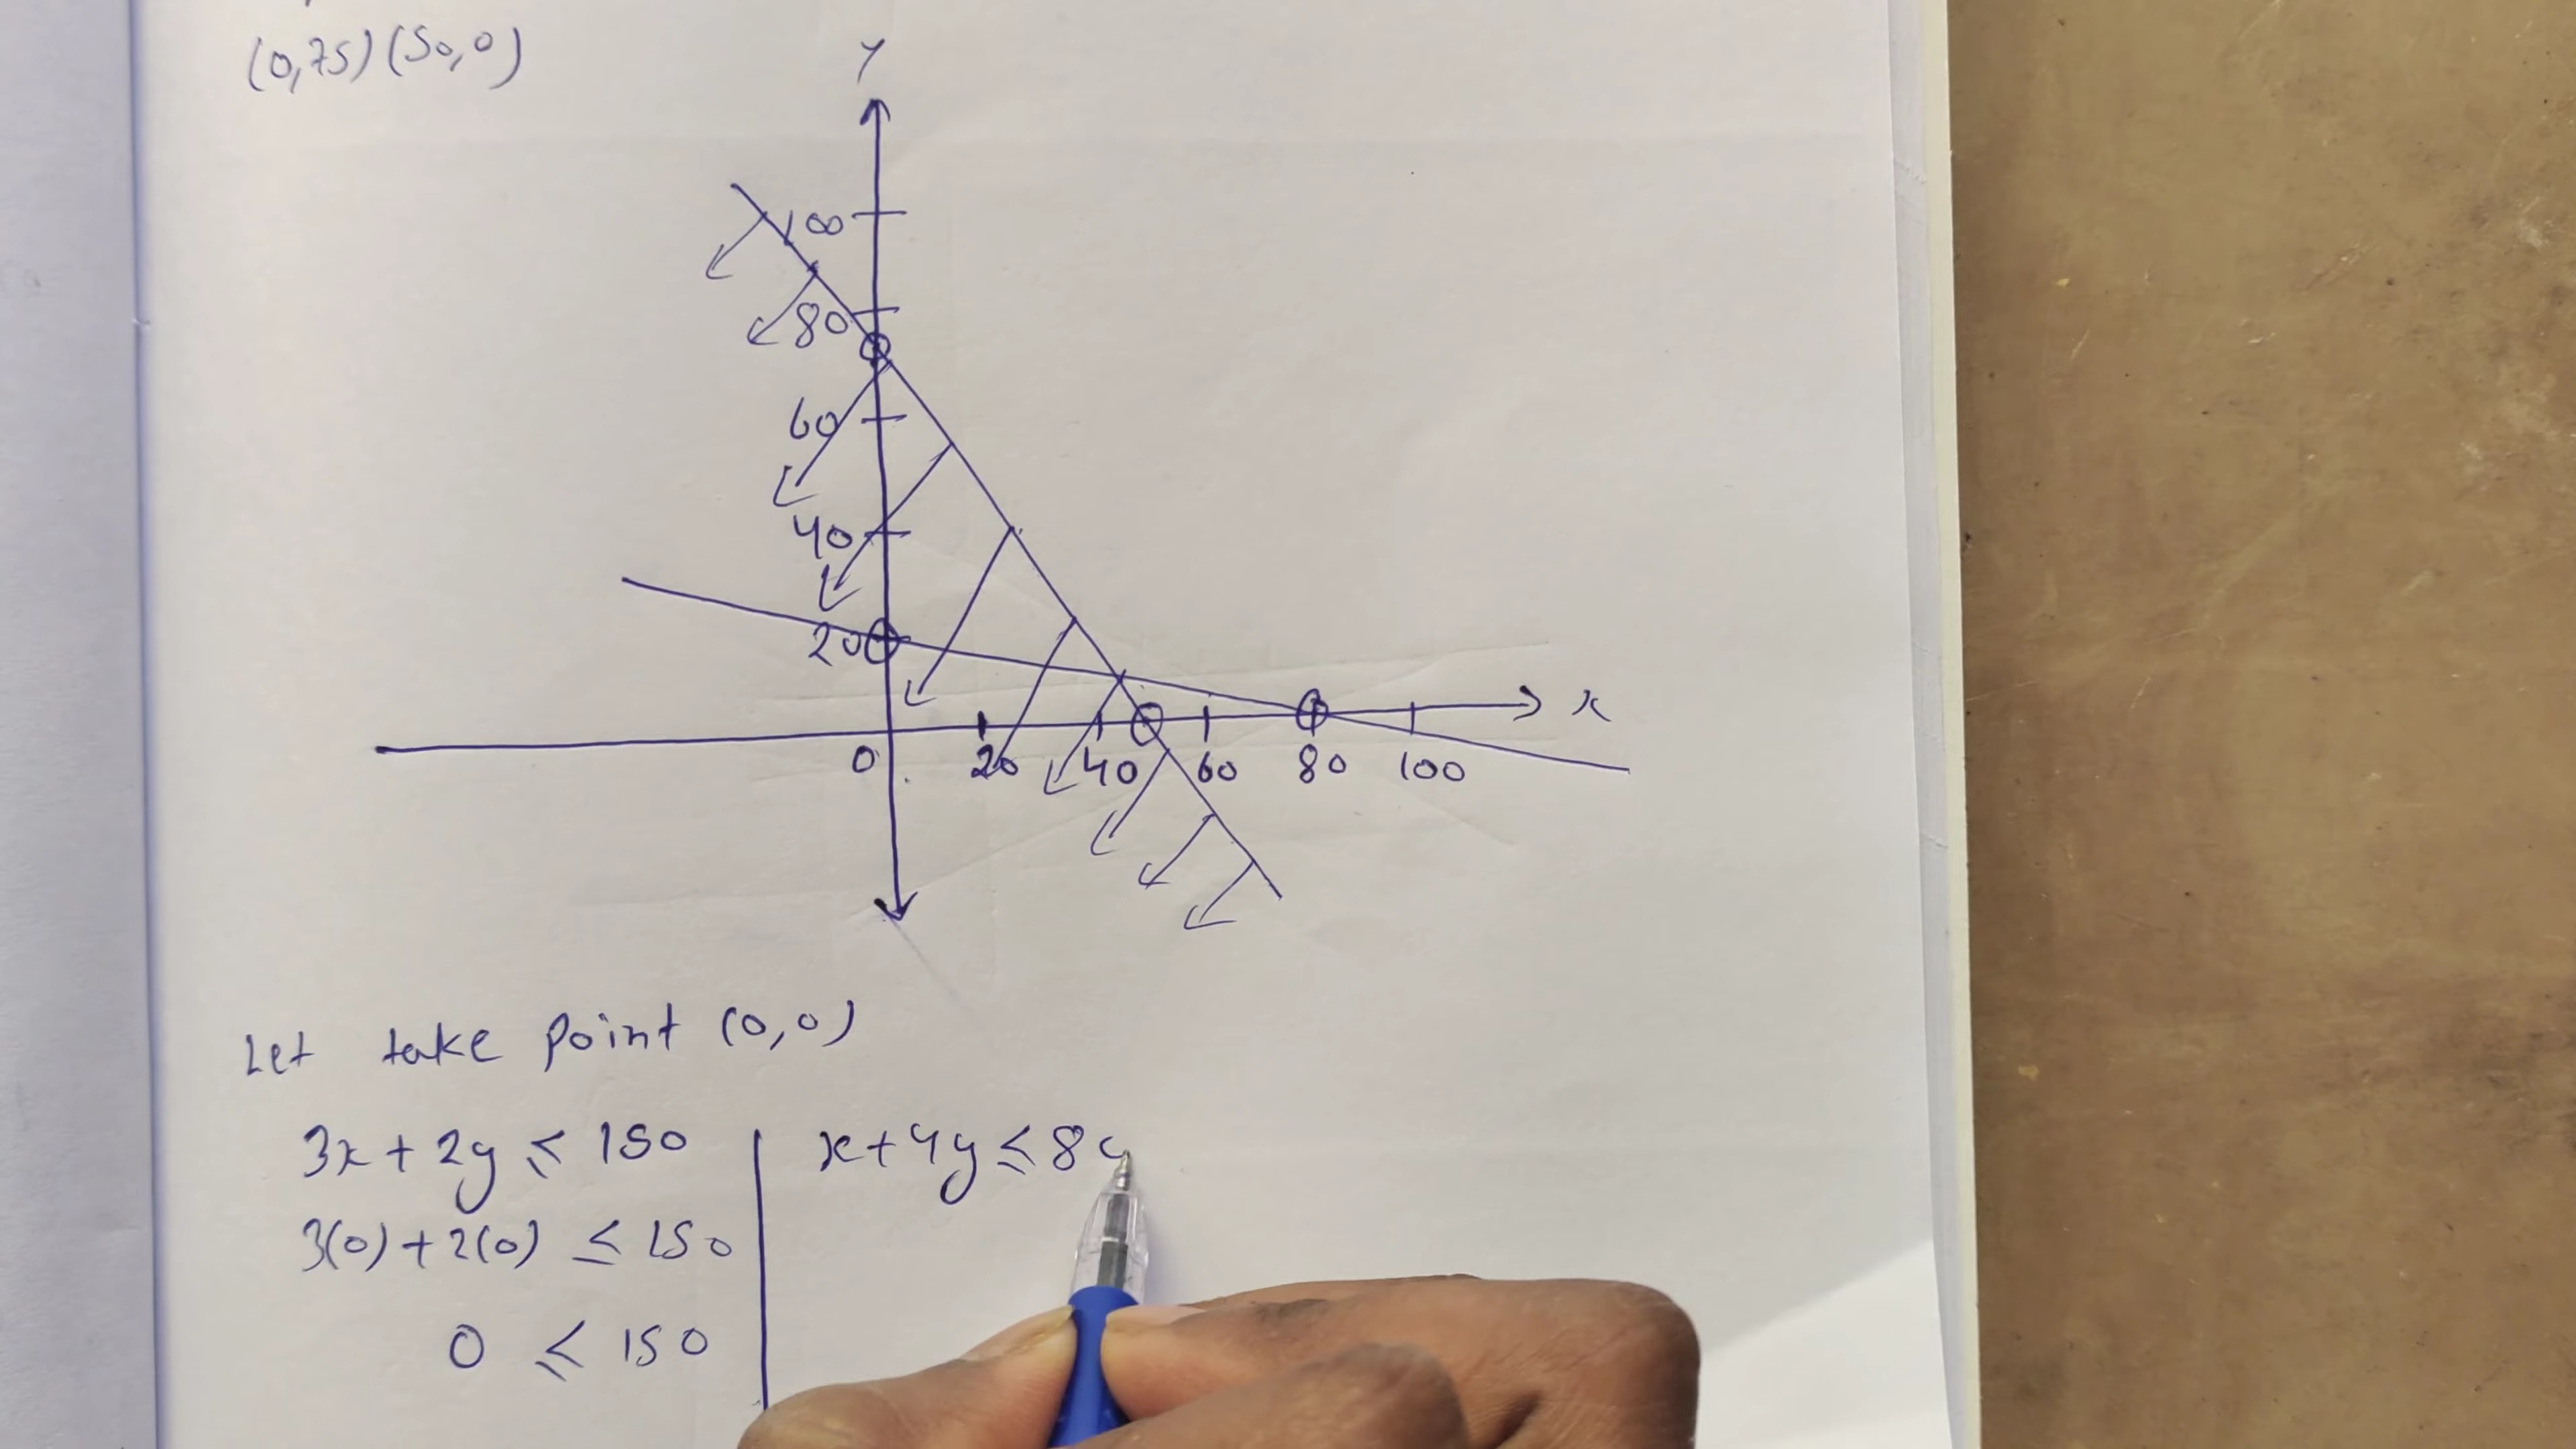 (0,75) (50,0)
y
100
80
60
40
20
x
0 20 40 60 80 100
Let take point (0,0)
3x + 2y ≤ 150
3(0) + 2(0) ≤ 150
0 ≤ 150
x + 4y ≤ 80